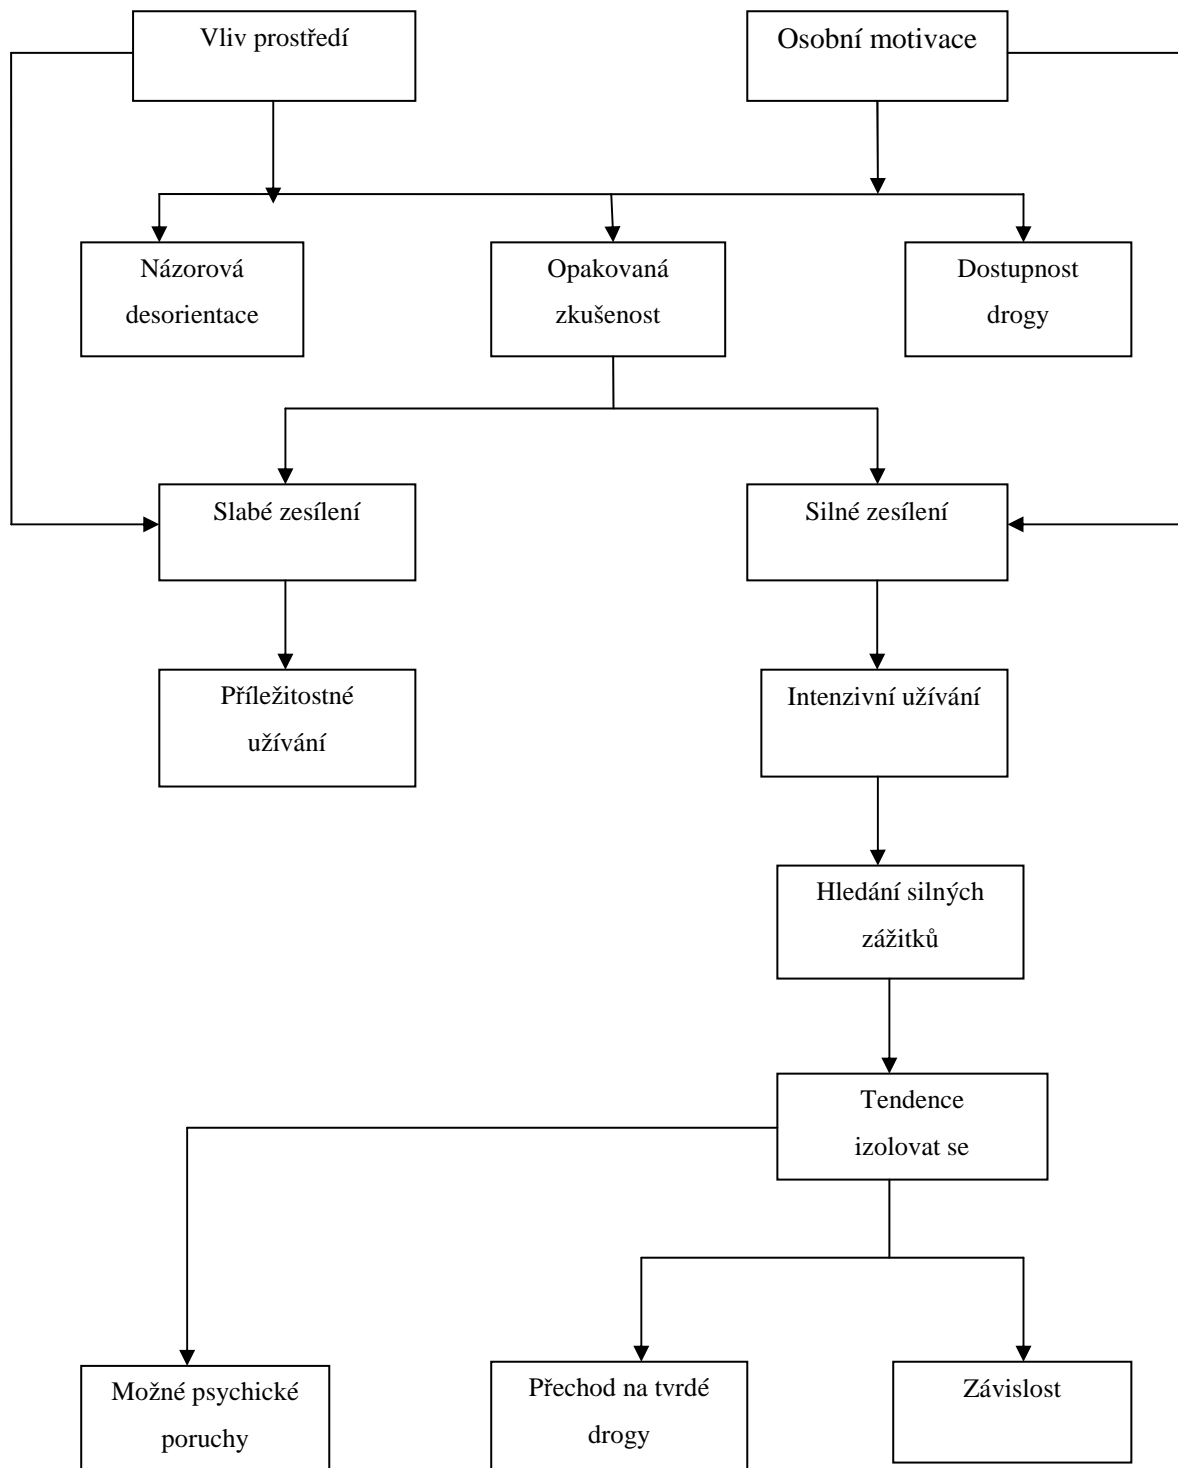 Vliv prostředí
Osobní motivace
Názorová
desorientace
Opakovaná
zkušenost
Dostupnost
drogy
Slabé zesílení
Silné zesílení
Příležitostné
užívání
Intenzivní užívání
Hledání silných
zážitků
Tendence
izolovat se
Možné psychické
poruchy
Přechod na tvrdé
drogy
Závislost